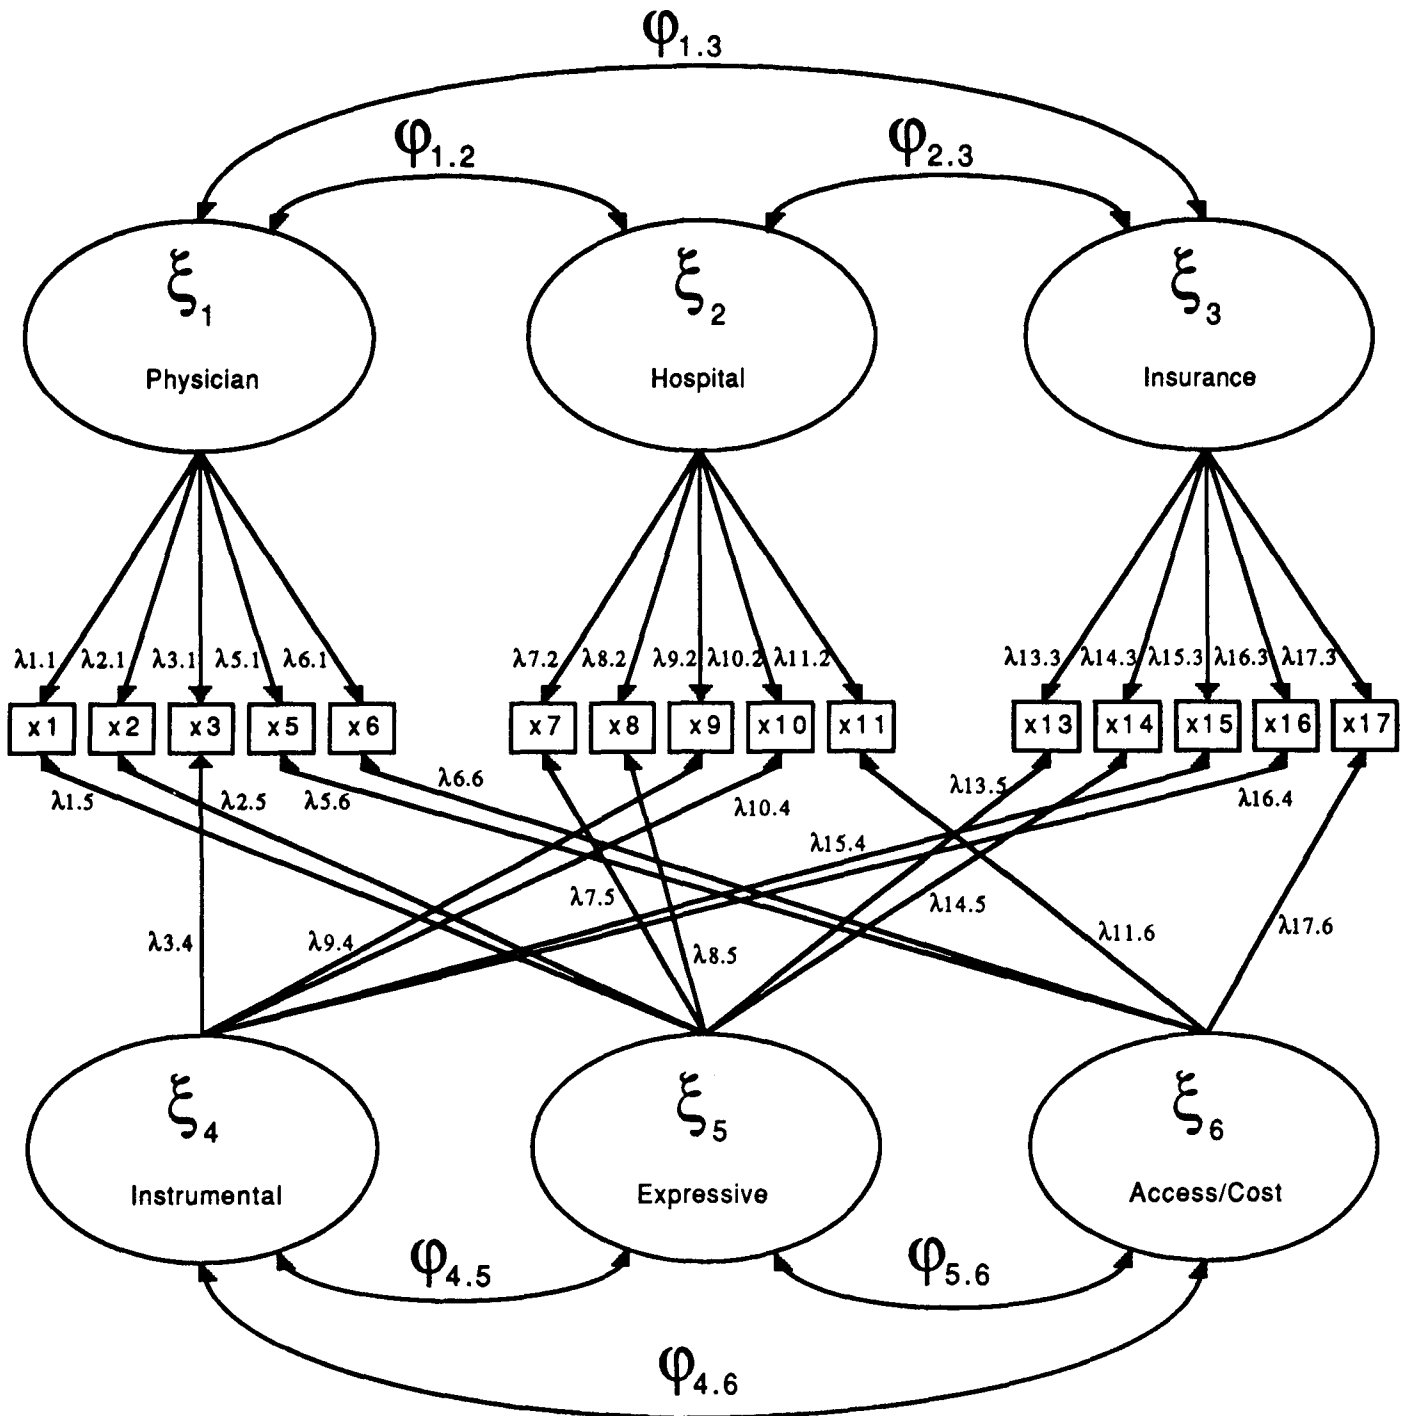 φ1.3
φ1.2 φ2.3
ξ1 ξ2 ξ3
Physician Hospital Insurance
λ1.1 λ2.1 λ3.1 λ5.1 λ6.1 λ7.2 λ8.2 λ9.2 λ10.2 λ11.2 λ13.3 λ14.3 λ15.3 λ16.3 λ17.3
x1 x2 x3 x5 x6 x7 x8 x9 x10 x11 x13 x14 x15 x16 x17
λ6.6 λ13.5
λ1.5 λ2.5 λ5.6 λ10.4 λ16.4
λ15.4
λ7.5 λ14.5
λ3.4 λ9.4 λ8.5 λ11.6 λ17.6
ξ4 ξ5 ξ6
Instrumental Expressive Access/Cost
φ4.5 φ5.6
φ4.6